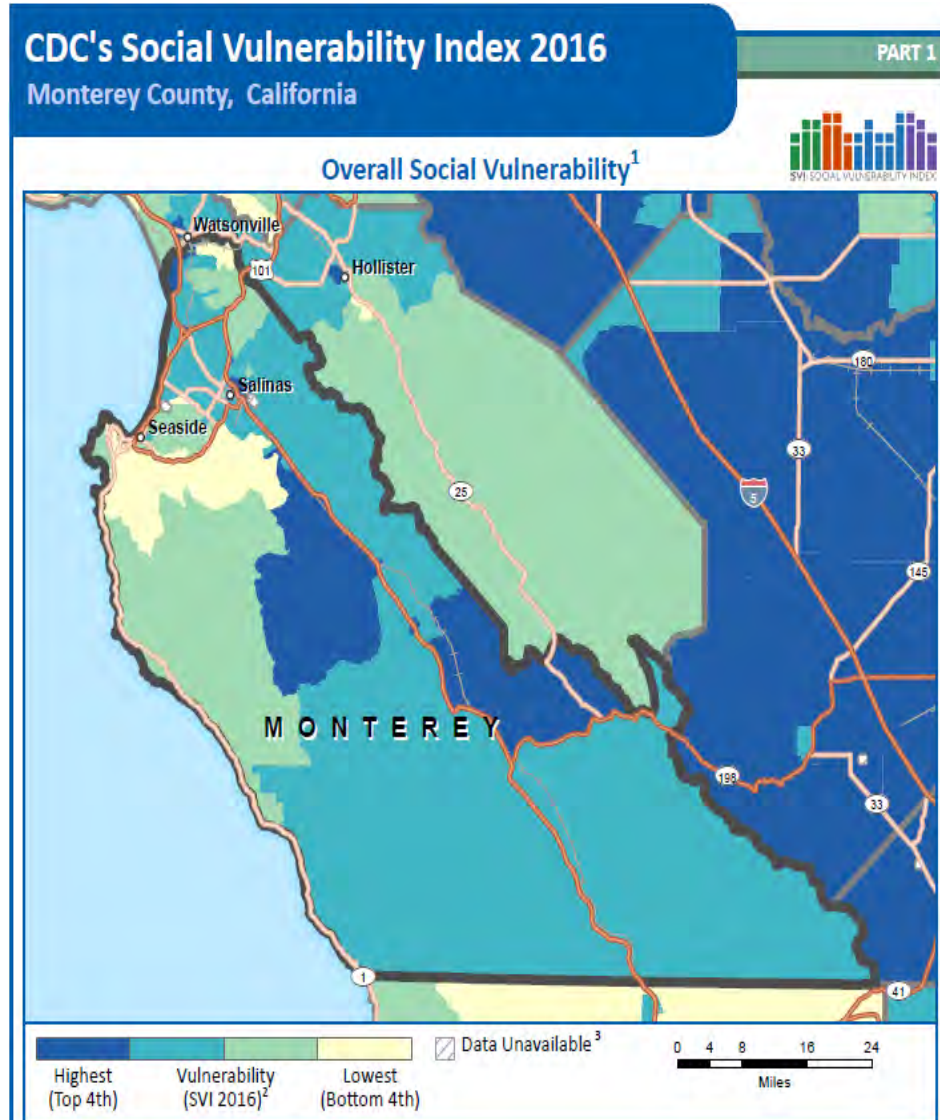 CDC's Social Vulnerability Index 2016
PART 1
Monterey County, California
Overall Social Vulnerability1
SVI SOCIAL VULNERABILITY INDEX
Watsonville
101
Hollister
180
Salinas
Seaside
33
25
5
145
MONTEREY
198
33
1
41
Data Unavailable3
0 4 8 16 24
Miles
Highest
(Top 4th)
Vulnerability
(SVI 2016)2
Lowest
(Bottom 4th)